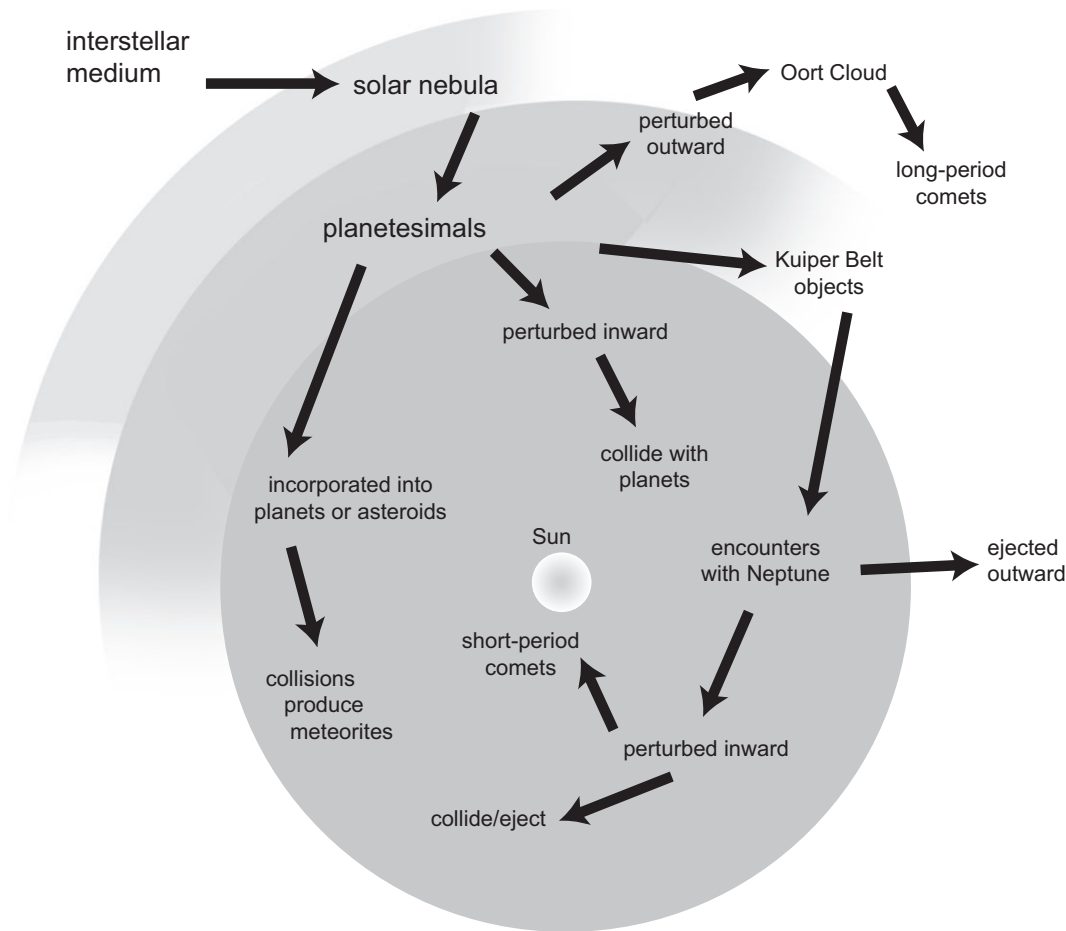 interstellar
medium
solar nebula
Oort Cloud
perturbed
outward
long-period
comets
planetesimals
Kuiper Belt
objects
perturbed inward
collide with
planets
incorporated into
planets or asteroids
Sun
encounters
with Neptune
ejected
outward
short-period
comets
collisions
produce
meteorites
perturbed inward
collide/eject